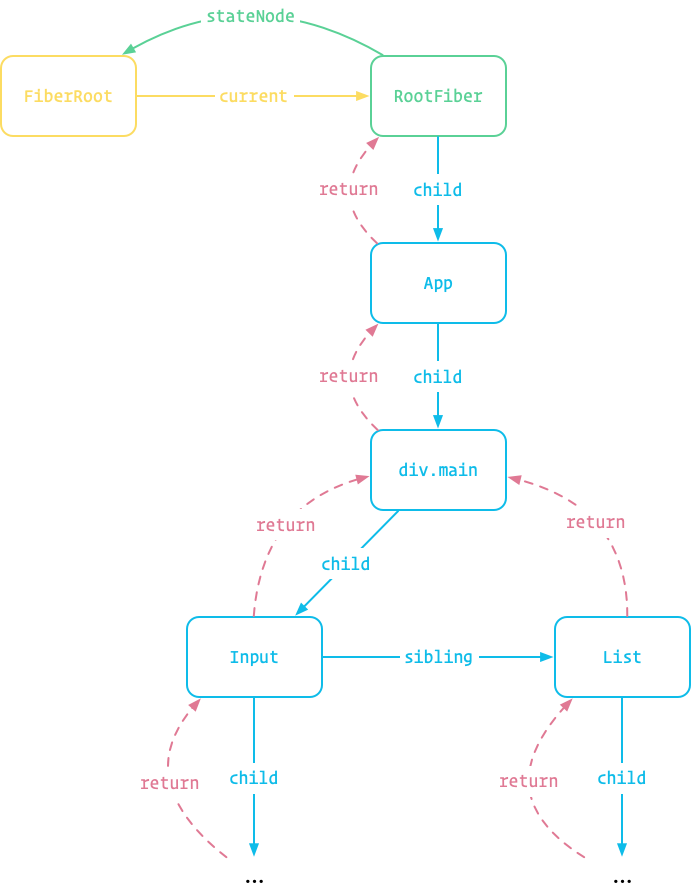 stateNode
FiberRoot
current
RootFiber
return
child
App
return
child
div.main
return
return
child
Input
sibling
List
return
child
return
child
...
...